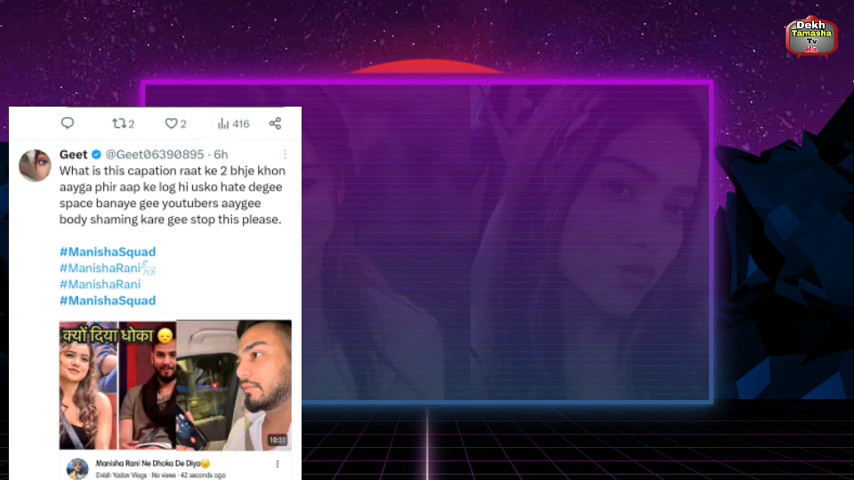 Dekh
Tamasha
Tv
Ka
2 2 416
Geet @Geet06390895 · 6h
What is this capation raat ke 2 bhje khon
aayga phir aap ke log hi usko hate degee
space banaye gee youtubers aaygee
body shaming kare gee stop this please.
#ManishaSquad
#ManishaRani
#ManishaRani
#ManishaSquad
क्यों दिया धोका 😔
10:31
Manisha Rani Ne Dhoka De Diya😔
Elvish Yadav Vlogs · No views · 42 seconds ago